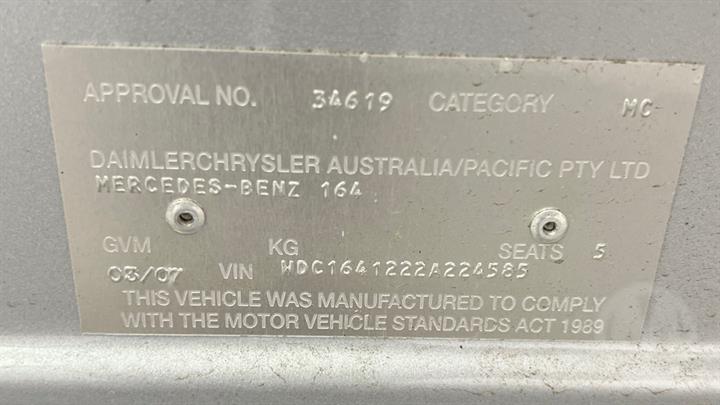 APPROVAL NO. 34619 CATEGORY MC
DAIMLERCHRYSLER AUSTRALIA/PACIFIC PTY LTD
MERCEDES-BENZ 164
GVM KG SEATS 5
03/07 VIN WDC1641222A224585
THIS VEHICLE WAS MANUFACTURED TO COMPLY
WITH THE MOTOR VEHICLE STANDARDS ACT 1989